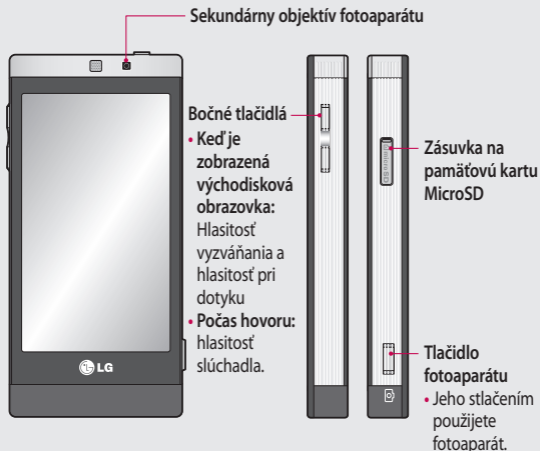 Sekundárny objektív fotoaparátu
Bočné tlačidlá
• Keď je
zobrazená
východisková
obrazovka:
Hlasitosť
vyzváňania a
hlasitosť pri
dotyku
• Počas hovoru:
hlasitosť
slúchadla.
LG
microSD
Zásuvka na
pamäťovú kartu
MicroSD
Tlačidlo
fotoaparátu
• Jeho stlačením
použijete
fotoaparát.